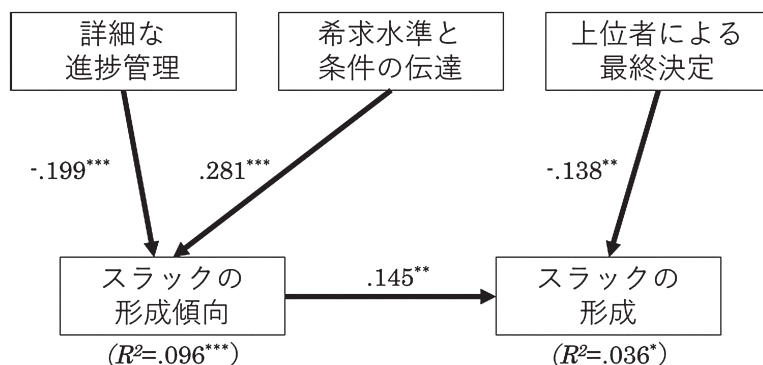 詳細な
進捗管理
希求水準と
条件の伝達
上位者による
最終決定
-.199***
.281***
-.138**
スラックの
形成傾向
.145**
スラックの
形成
(R²=.096***)
(R²=.036*)